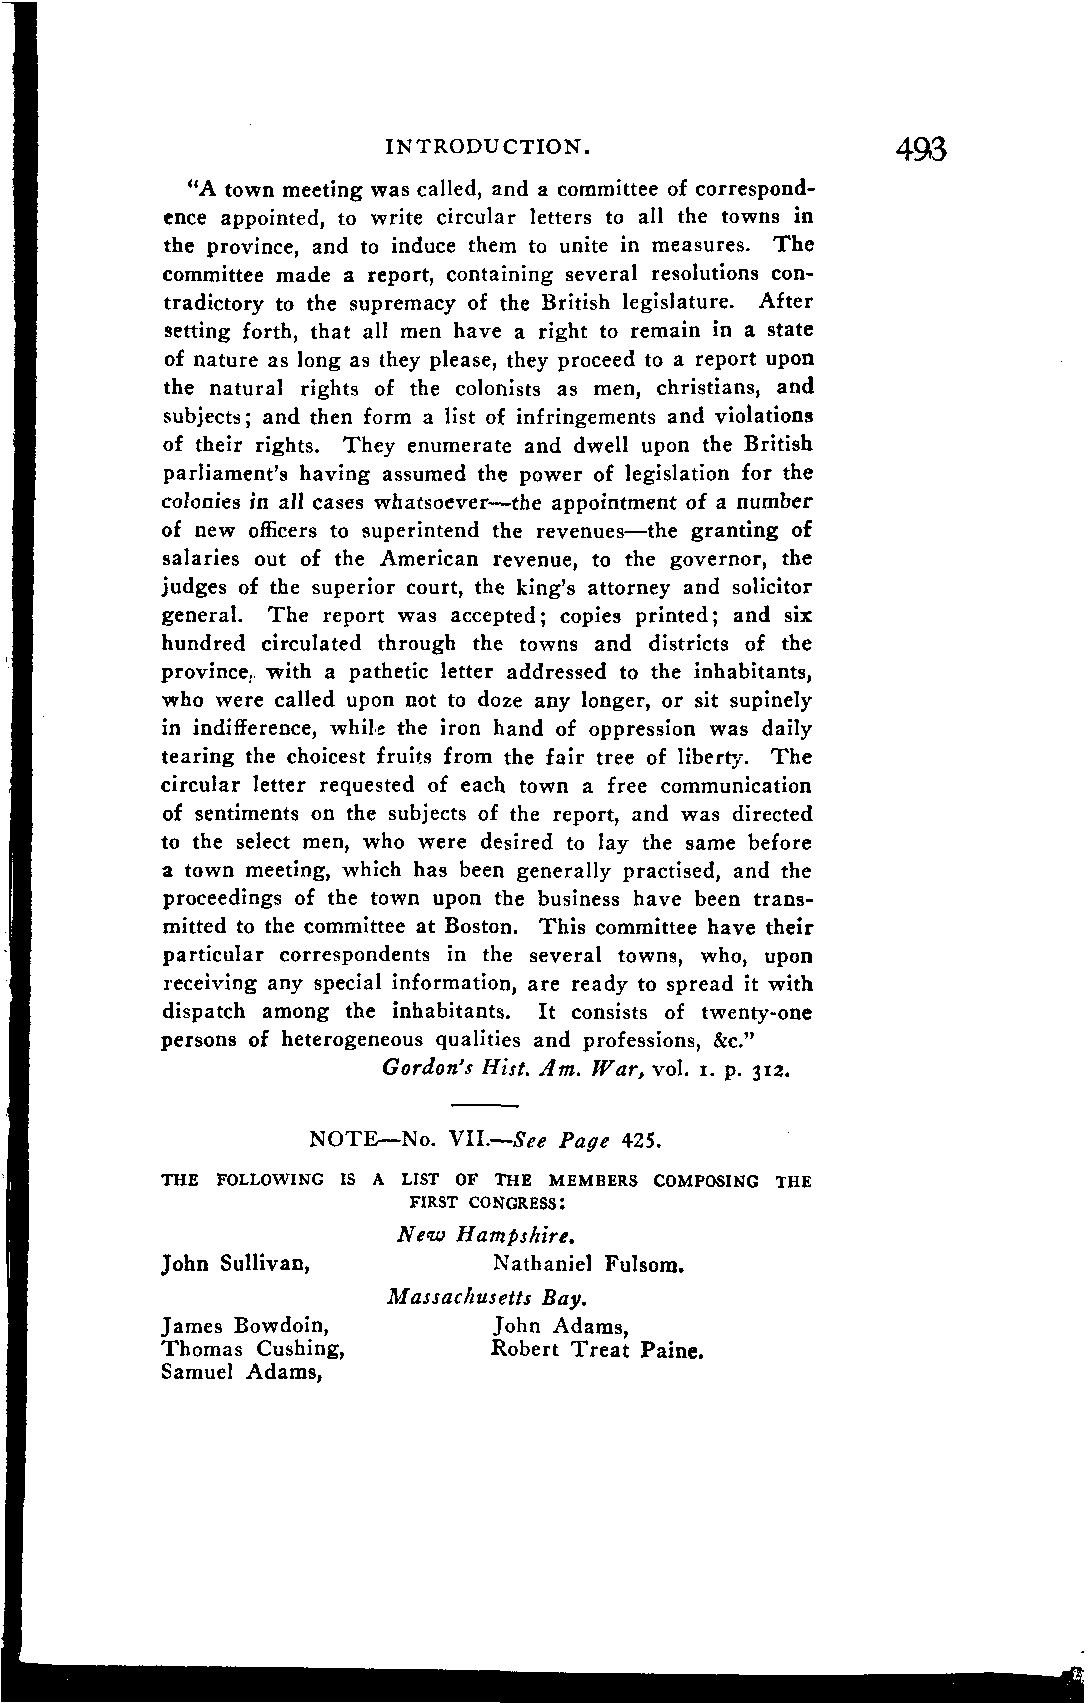 INTRODUCTION. 493
"A town meeting was called, and a committee of correspond-
ence appointed, to write circular letters to all the towns in
the province, and to induce them to unite in measures. The
committee made a report, containing several resolutions con-
tradictory to the supremacy of the British legislature. After
setting forth, that all men have a right to remain in a state
of nature as long as they please, they proceed to a report upon
the natural rights of the colonists as men, christians, and
subjects; and then form a list of infringements and violations
of their rights. They enumerate and dwell upon the British
parliament's having assumed the power of legislation for the
colonies in all cases whatsoever—the appointment of a number
of new officers to superintend the revenues—the granting of
salaries out of the American revenue, to the governor, the
judges of the superior court, the king's attorney and solicitor
general. The report was accepted; copies printed; and six
hundred circulated through the towns and districts of the
province, with a pathetic letter addressed to the inhabitants,
who were called upon not to doze any longer, or sit supinely
in indifference, while the iron hand of oppression was daily
tearing the choicest fruits from the fair tree of liberty. The
circular letter requested of each town a free communication
of sentiments on the subjects of the report, and was directed
to the select men, who were desired to lay the same before
a town meeting, which has been generally practised, and the
proceedings of the town upon the business have been trans-
mitted to the committee at Boston. This committee have their
particular correspondents in the several towns, who, upon
receiving any special information, are ready to spread it with
dispatch among the inhabitants. It consists of twenty-one
persons of heterogeneous qualities and professions, &c."
Gordon's Hist. Am. War, vol. 1. p. 312.
NOTE—No. VII.—See Page 425.
THE FOLLOWING IS A LIST OF THE MEMBERS COMPOSING THE
FIRST CONGRESS:
New Hampshire.
John Sullivan, Nathaniel Fulsom.
Massachusetts Bay.
James Bowdoin, John Adams,
Thomas Cushing, Robert Treat Paine.
Samuel Adams,